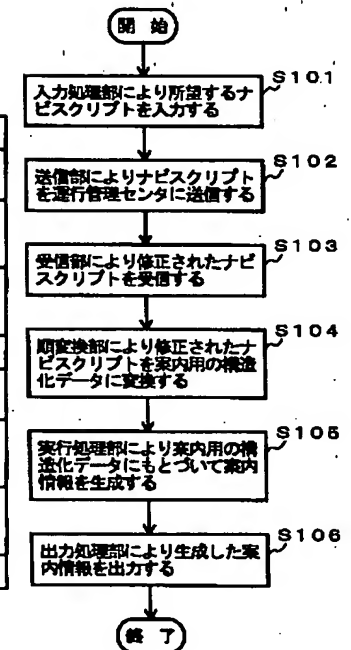 開 始
S101
入力処理部により所望するナ
ビスクリプトを入力する
S102
送信部によりナビスクリプト
を運行管理センタに送信する
S103
受信部により修正されたナビ
スクリプトを受信する
S104
順変換部により修正されたナ
ビスクリプトを案内用の構造
化データに変換する
S105
実行処理部により案内用の構
造化データにもとづいて案内
情報を生成する
S106
出力処理部により生成した案
内情報を出力する
終 了